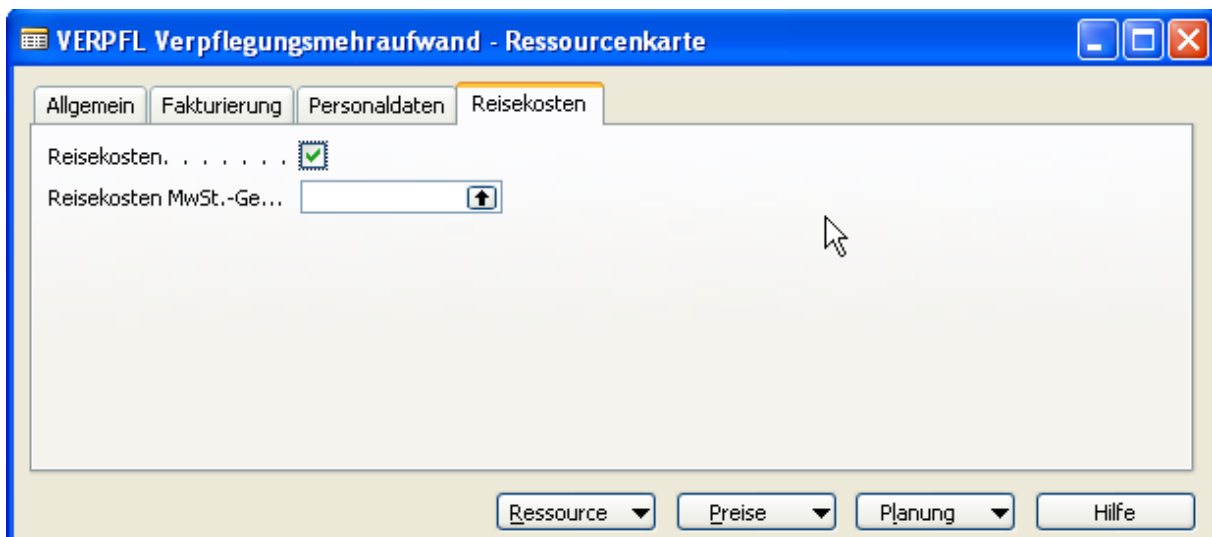 VERPFL Verpflegungsmehraufwand - Ressourcenkarte
Allgemein Fakturierung Personaldaten Reisekosten
Reisekosten. . . . . . .
Reisekosten MwSt.-Ge...
Ressource Preise Planung Hilfe